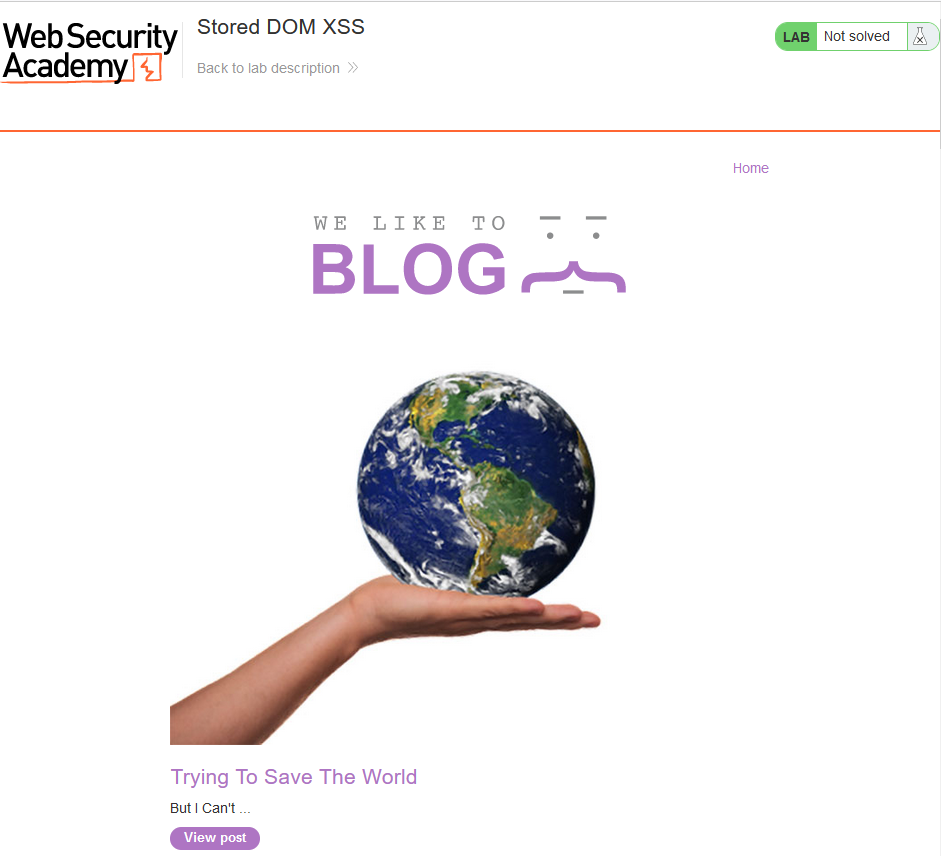 Web Security
Academy
Stored DOM XSS
Back to lab description
LAB Not solved
Home
WE LIKE TO
BLOG
Trying To Save The World
But I Can't ...
View post